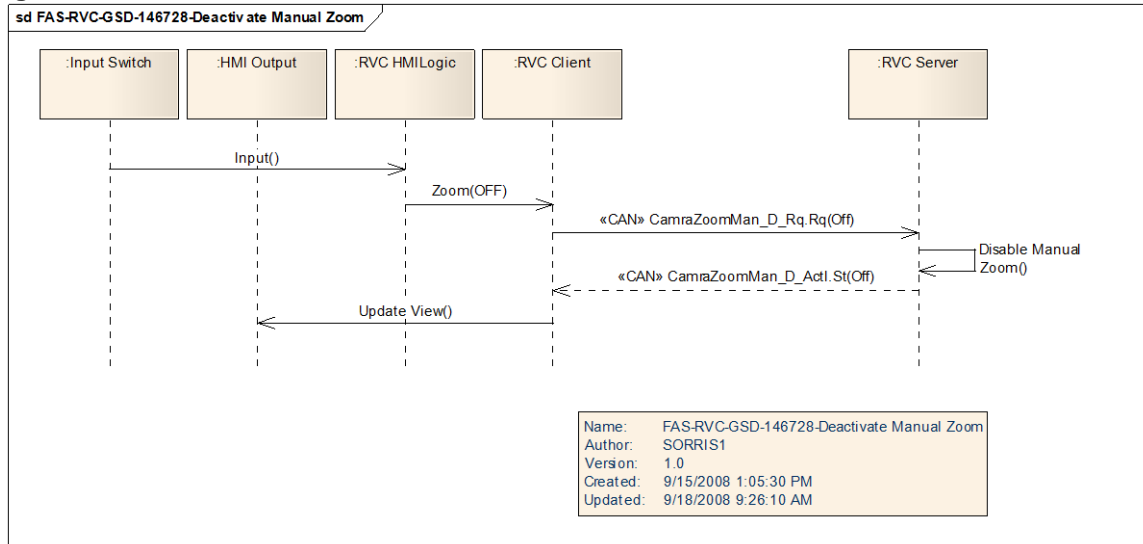 sd FAS-RVC-GSD-146728-Deactivate Manual Zoom
:Input Switch
:HMI Output
:RVC HMILogic
:RVC Client
:RVC Server
Input()
Zoom(OFF)
«CAN» CamraZoomMan_D_Rq.Rq(Off)
Disable Manual
Zoom()
«CAN» CamraZoomMan_D_Actl.St(Off)
Update View()
Name: FAS-RVC-GSD-146728-Deactivate Manual Zoom
Author: SORRIS1
Version: 1.0
Created: 9/15/2008 1:05:30 PM
Updated: 9/18/2008 9:26:10 AM